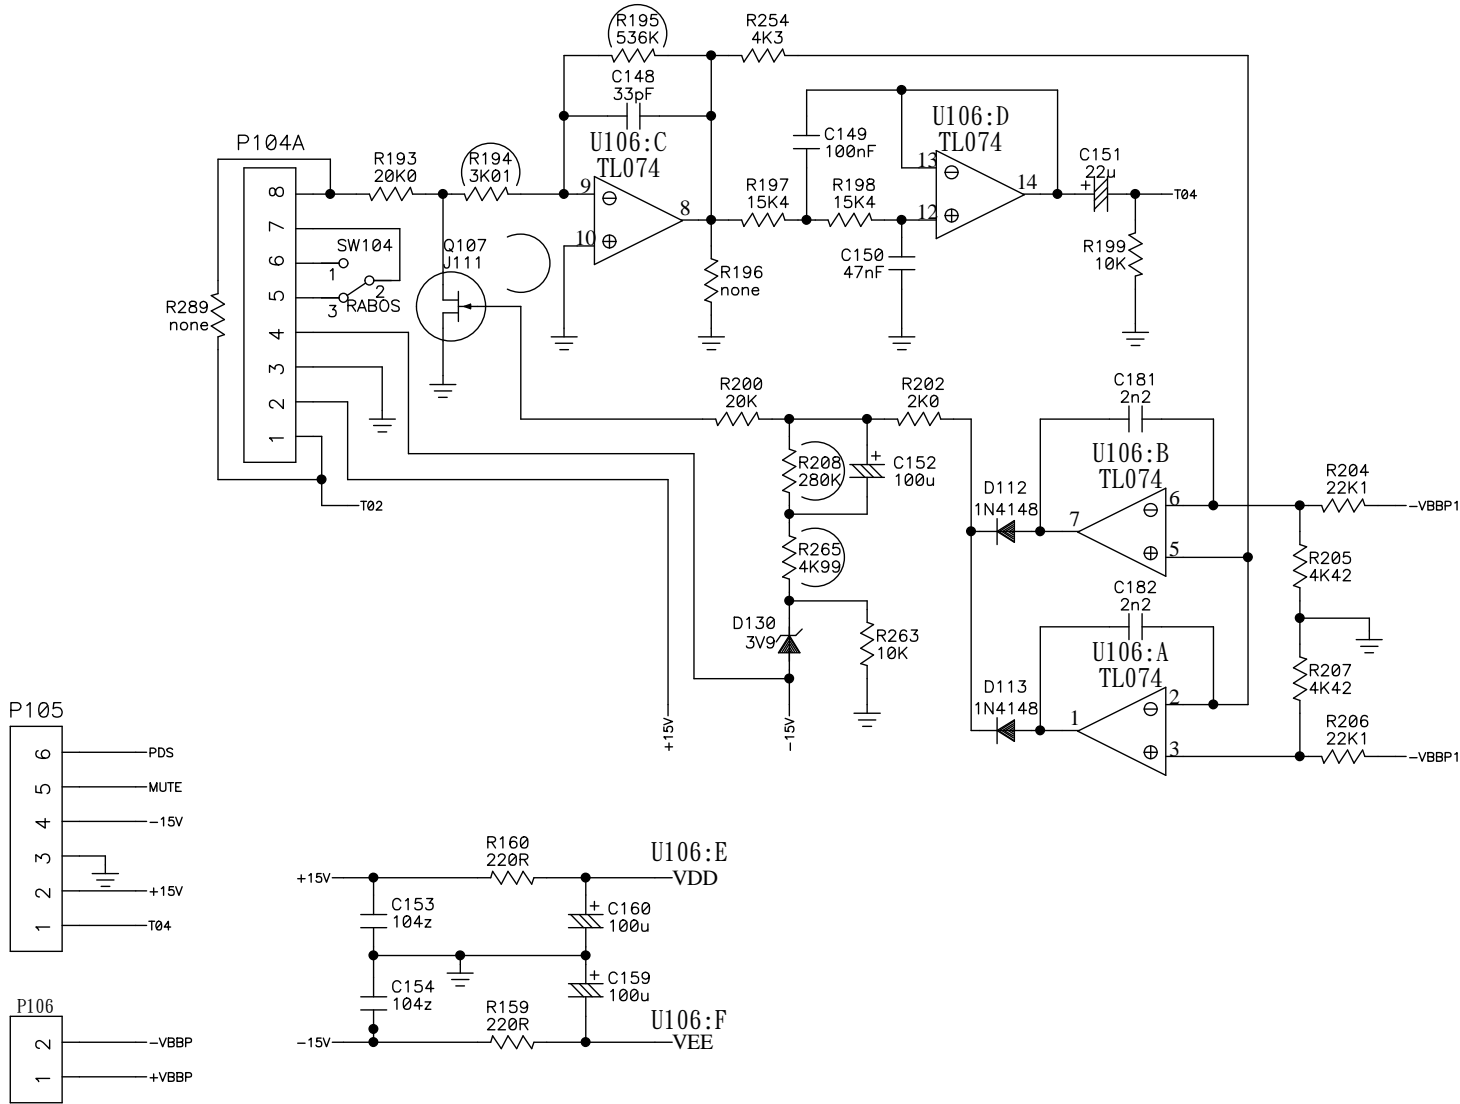 R195
536K
R254
4K3
C148
33pF
U106:C
TL074
U106:D
TL074
C149
100nF
P104A
R193
20K0
R194
3K01
9
10
8
R197
15K4
R198
15K4
13
12
14
C151
+
22u
T04
8
7
6
5
4
3
2
1
SW104
1
2
3
RABOS
Q107
J111
R196
none
C150
47nF
R199
10K
R289
none
T02
R200
20K
R202
2K0
C181
2n2
U106:B
TL074
R208
280K
+
C152
100u
D112
1N4148
7
6
5
R204
22K1
-VBBP1
R265
4K99
R205
4K42
C182
2n2
D130
3V9
R263
10K
U106:A
TL074
D113
1N4148
1
2
3
R207
4K42
R206
22K1
-VBBP1
+15V
-15V
P105
6
PDS
5
MUTE
4
-15V
3
2
+15V
1
T04
R160
220R
U106:E
+15V
VDD
C153
104z
+
C160
100u
C154
104z
+
C159
100u
R159
220R
U106:F
-15V
VEE
P106
2
-VBBP
1
+VBBP